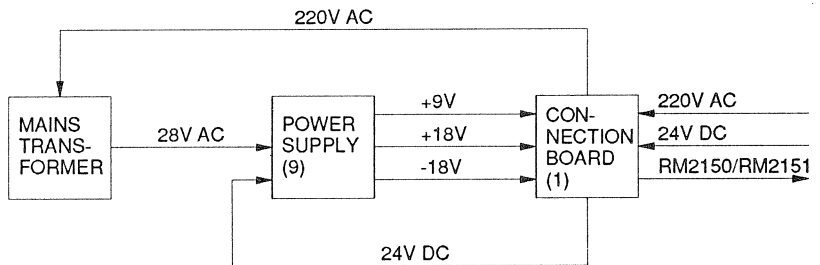 220V AC
MAINS
TRANS-
FORMER
28V AC
POWER
SUPPLY
(9)
+9V
+18V
-18V
CON-
NECTION
BOARD
(1)
220V AC
24V DC
RM2150/RM2151
24V DC